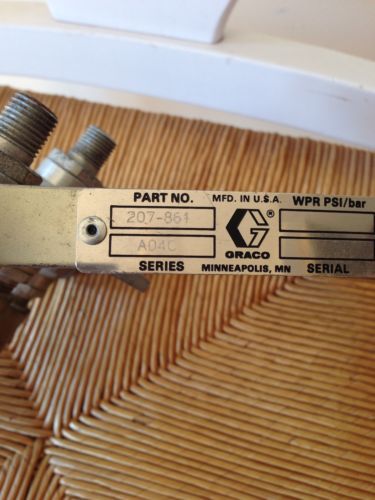 PART NO. MFD. IN U.S.A. WPR PSI/bar
207-861
A04C
GRACO ®
SERIES MINNEAPOLIS, MN SERIAL